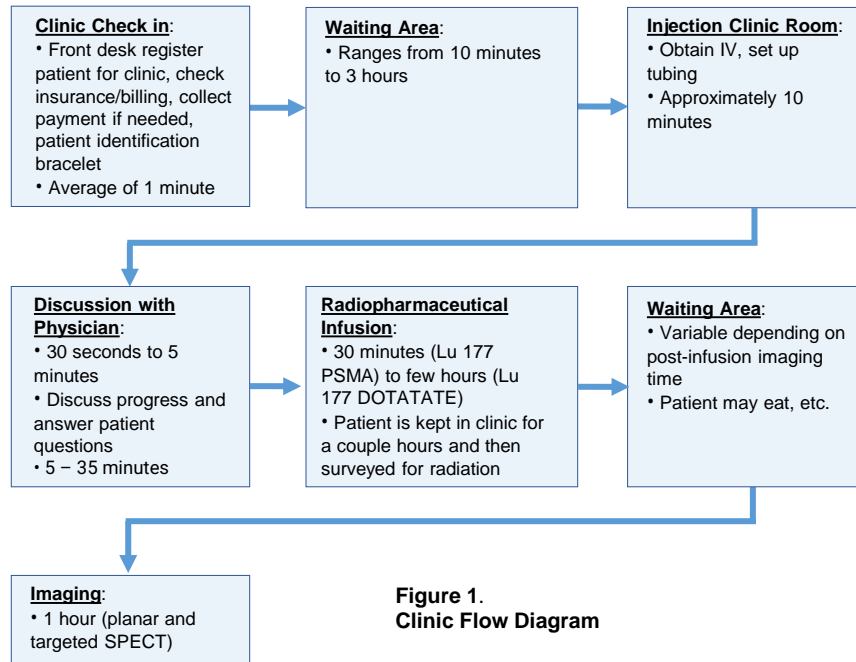 Clinic Check in:
• Front desk register
patient for clinic, check
insurance/billing, collect
payment if needed,
patient identification
bracelet
• Average of 1 minute
Waiting Area:
• Ranges from 10 minutes
to 3 hours
Injection Clinic Room:
• Obtain IV, set up
tubing
• Approximately 10
minutes
Discussion with
Physician:
• 30 seconds to 5
minutes
• Discuss progress and
answer patient
questions
• 5 – 35 minutes
Radiopharmaceutical
Infusion:
• 30 minutes (Lu 177
PSMA) to few hours (Lu
177 DOTATATE)
• Patient is kept in clinic for
a couple hours and then
surveyed for radiation
Waiting Area:
• Variable depending on
post-infusion imaging
time
• Patient may eat, etc.
Imaging:
• 1 hour (planar and
targeted SPECT)
Figure 1.
Clinic Flow Diagram